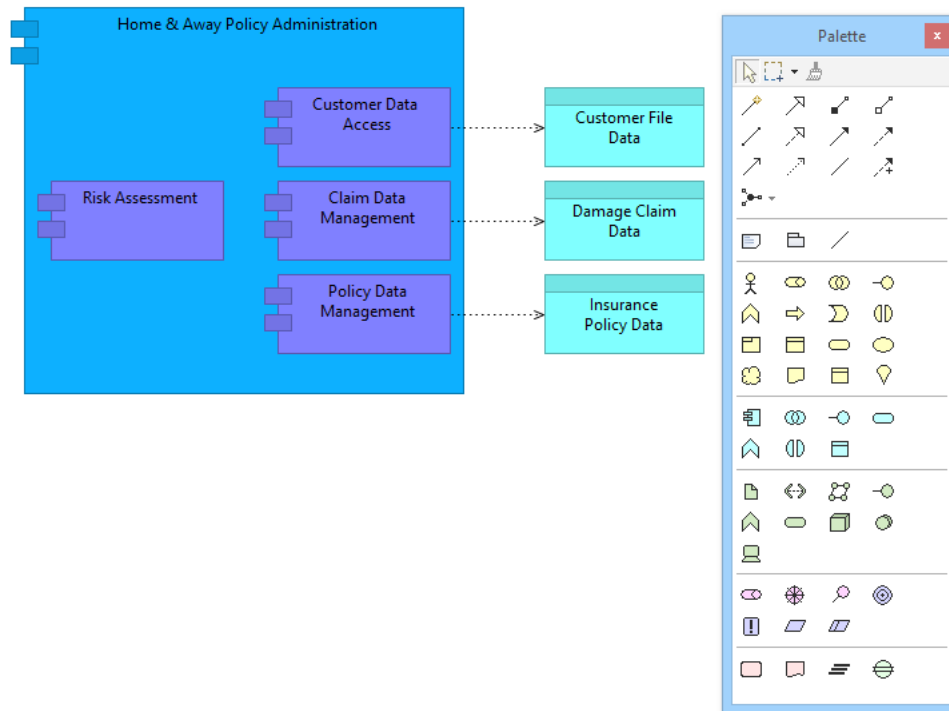 Home & Away Policy Administration
Palette
x
Customer Data
Access
Customer File
Data
Risk Assessment
Claim Data
Management
Damage Claim
Data
Policy Data
Management
Insurance
Policy Data